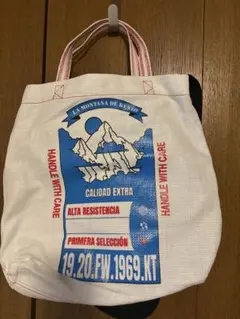 LA MONTANA DE KENTO
HANDLE WITH CARE
HANDLE WITH CARE
CALIDAD EXTRA
ALTA RESISTENCIA
PRIMERA SELECCIÓN
19.20.FW.1969.KT